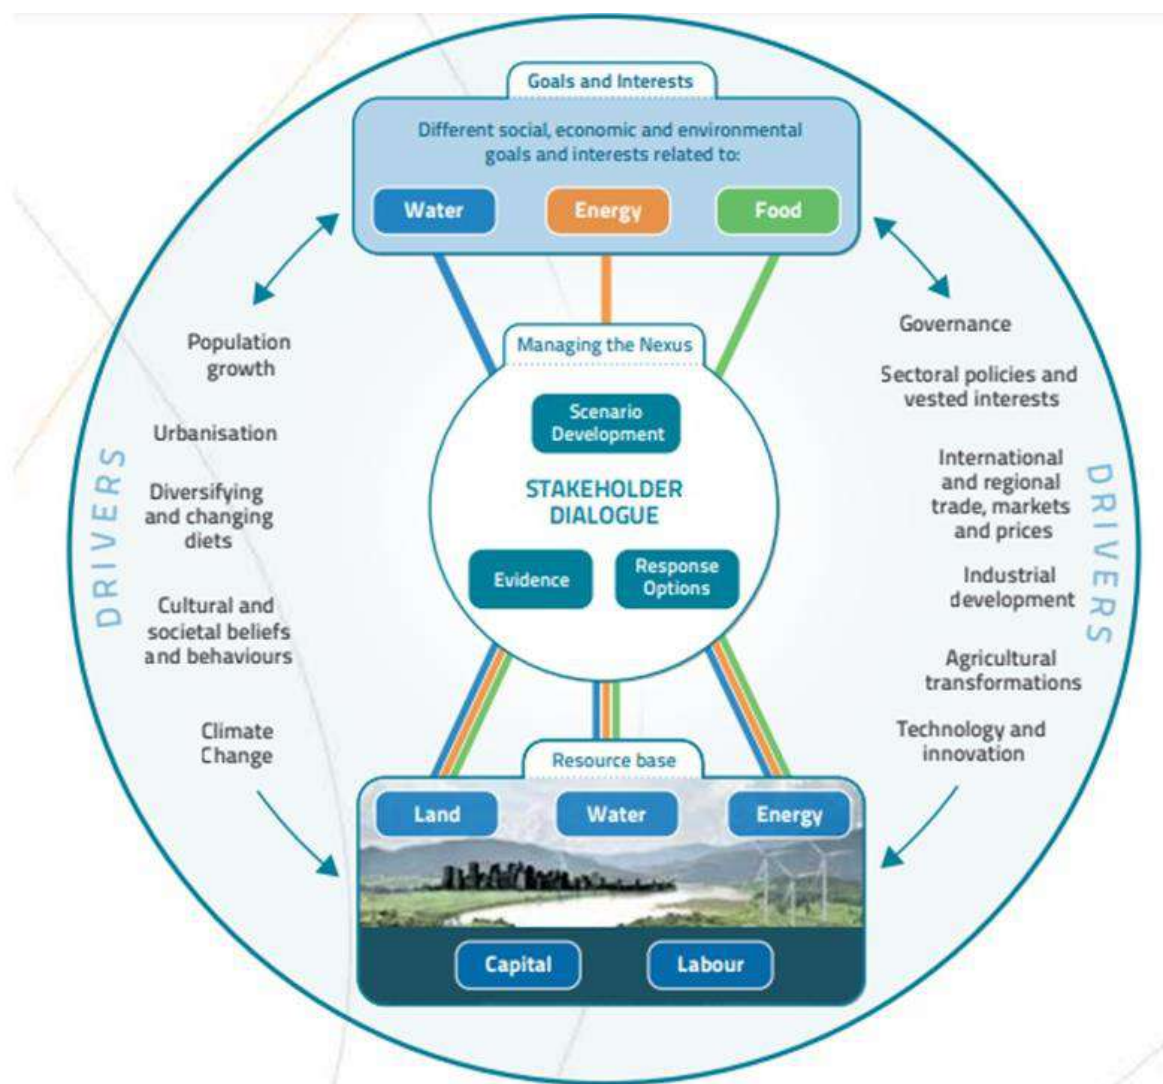 Goals and Interests
Different social, economic and environmental
goals and interests related to:
Water
Energy
Food
DRIVERS
Population
growth
Urbanisation
Diversifying
and changing
diets
Cultural and
societal beliefs
and behaviours
Climate
Change
Managing the Nexus
Scenario
Development
STAKEHOLDER
DIALOGUE
Evidence
Response
Options
Governance
Sectoral policies and
vested interests
International
and regional
trade, markets
and prices
Industrial
development
Agricultural
transformations
Technology and
innovation
DRIVERS
Resource base
Land
Water
Energy
Capital
Labour